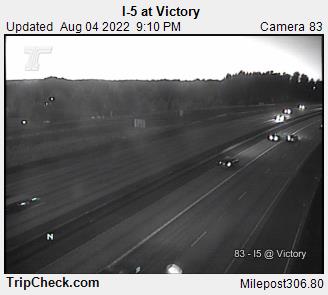 I-5 at Victory
Updated Aug 04 2022 9:10 PM Camera 83
N
83 - I5 @ Victory
TripCheck.com Milepost306.80